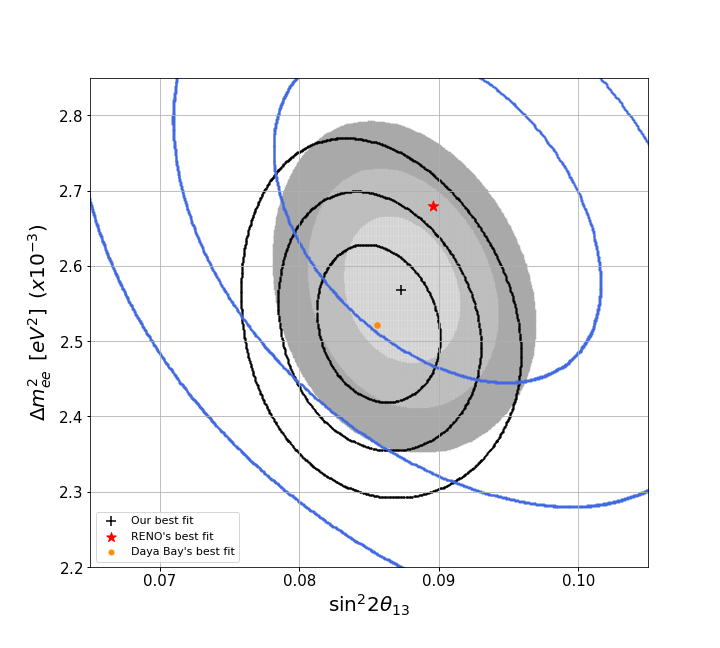 2.8
2.7
2.6
2.5
2.4
2.3
2.2
Δm²ₑₑ [eV²] (x10⁻³)
Our best fit
RENO's best fit
Daya Bay's best fit
0.07 0.08 0.09 0.10
sin²2θ₁₃